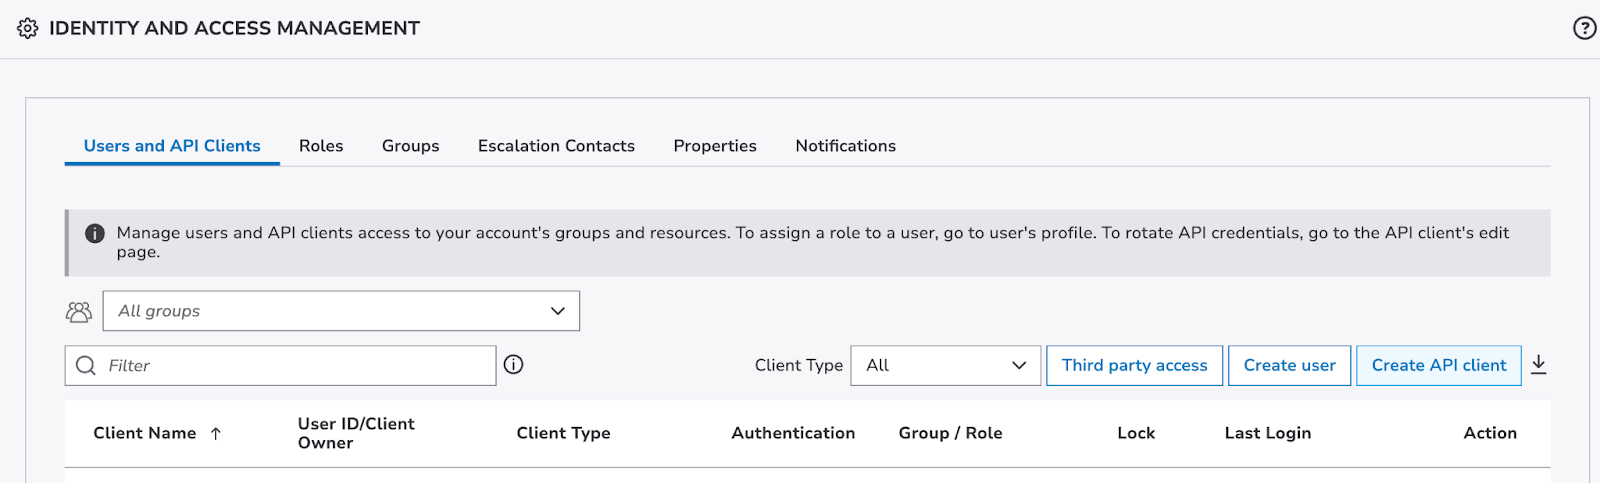 IDENTITY AND ACCESS MANAGEMENT
Users and API Clients
Roles
Groups
Escalation Contacts
Properties
Notifications
Manage users and API clients access to your account's groups and resources. To assign a role to a user, go to user's profile. To rotate API credentials, go to the API client's edit
page.
All groups
Filter
Client Type
All
Third party access
Create user
Create API client
Client Name
User ID/Client
Owner
Client Type
Authentication
Group / Role
Lock
Last Login
Action